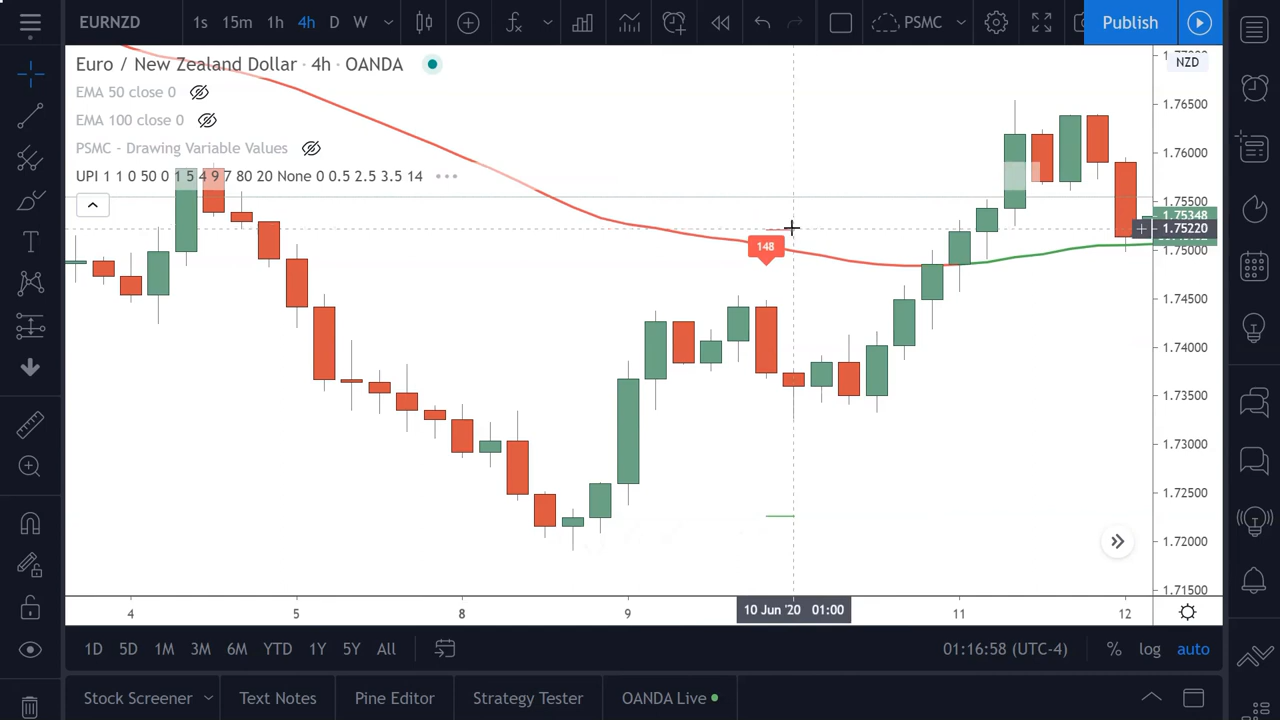 EURNZD 1s 15m 1h 4h D W PSMC Publish
Euro / New Zealand Dollar · 4h · OANDA
EMA 50 close 0
EMA 100 close 0
PSMC - Drawing Variable Values
UPI 1 1 0 50 0 1 5 4 9 7 80 20 None 0 0.5 2.5 3.5 14
148
NZD
1.76500
1.76000
1.75500
1.75348
1.75220
1.75000
1.74500
1.74000
1.73500
1.73000
1.72500
1.72000
1.71500
4 5 8 9 10 Jun '20 01:00 11 12
1D 5D 1M 3M 6M YTD 1Y 5Y All 01:16:58 (UTC-4) % log auto
Stock Screener Text Notes Pine Editor Strategy Tester OANDA Live